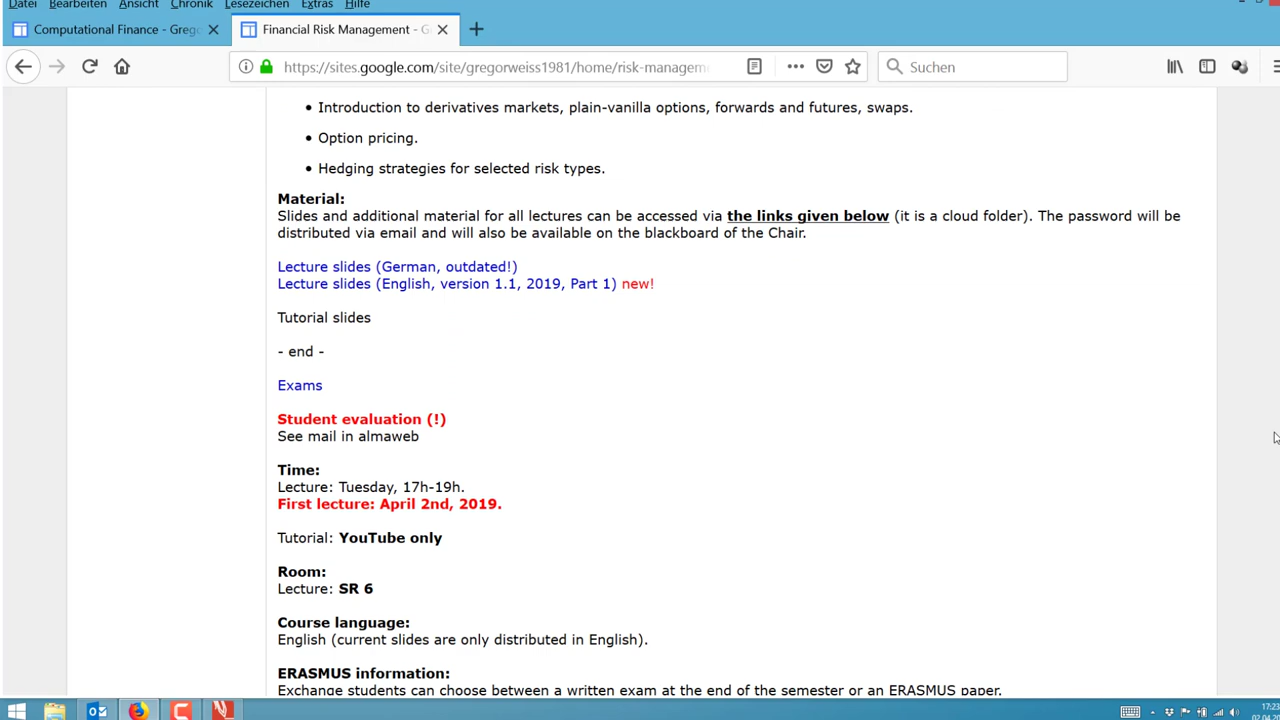 Datei Bearbeiten Ansicht Chronik Lesezeichen Extras Hilfe
Computational Finance - Greg
Financial Risk Management - G
https://sites.google.com/site/gregorweiss1981/home/risk-managem
Suchen
• Introduction to derivatives markets, plain-vanilla options, forwards and futures, swaps.
• Option pricing.
• Hedging strategies for selected risk types.
Material:
Slides and additional material for all lectures can be accessed via the links given below (it is a cloud folder). The password will be
distributed via email and will also be available on the blackboard of the Chair.
Lecture slides (German, outdated!)
Lecture slides (English, version 1.1, 2019, Part 1) new!
Tutorial slides
- end -
Exams
Student evaluation (!)
See mail in almaweb
Time:
Lecture: Tuesday, 17h-19h.
First lecture: April 2nd, 2019.
Tutorial: YouTube only
Room:
Lecture: SR 6
Course language:
English (current slides are only distributed in English).
ERASMUS information:
Exchange students can choose between a written exam at the end of the semester or an ERASMUS paper.
17:23
02.04.20